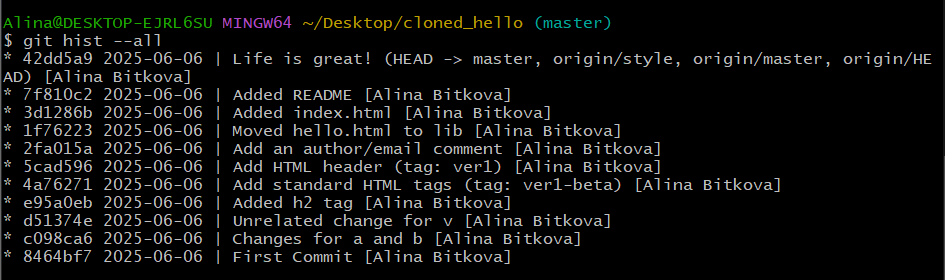 Alina@DESKTOP-EJRL6SU MINGW64 ~/Desktop/cloned_hello (master)
$ git hist --all
* 42dd5a9 2025-06-06 | Life is great! (HEAD -> master, origin/style, origin/master, origin/HE
AD) [Alina Bitkova]
* 7f810c2 2025-06-06 | Added README [Alina Bitkova]
* 3d1286b 2025-06-06 | Added index.html [Alina Bitkova]
* 1f76223 2025-06-06 | Moved hello.html to lib [Alina Bitkova]
* 2fa015a 2025-06-06 | Add an author/email comment [Alina Bitkova]
* 5cad596 2025-06-06 | Add HTML header (tag: ver1) [Alina Bitkova]
* 4a76271 2025-06-06 | Add standard HTML tags (tag: ver1-beta) [Alina Bitkova]
* e95a0eb 2025-06-06 | Added h2 tag [Alina Bitkova]
* d51374e 2025-06-06 | Unrelated change for v [Alina Bitkova]
* c098ca6 2025-06-06 | Changes for a and b [Alina Bitkova]
* 8464bf7 2025-06-06 | First Commit [Alina Bitkova]